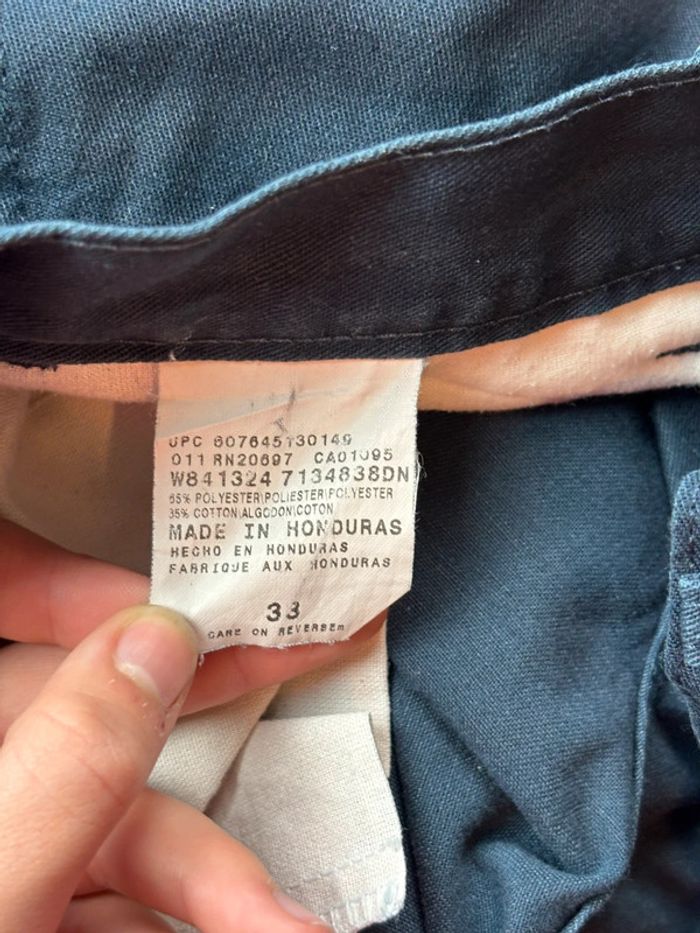 UPC 607645130149
011 RN20697 CA01095
W841324 7134838DN
65% POLYESTER\POLIESTER\POLYESTER
35% COTTON\ALGODON\COTON
MADE IN HONDURAS
HECHO EN HONDURAS
FABRIQUE AUX HONDURAS
38
CARE ON REVERSE